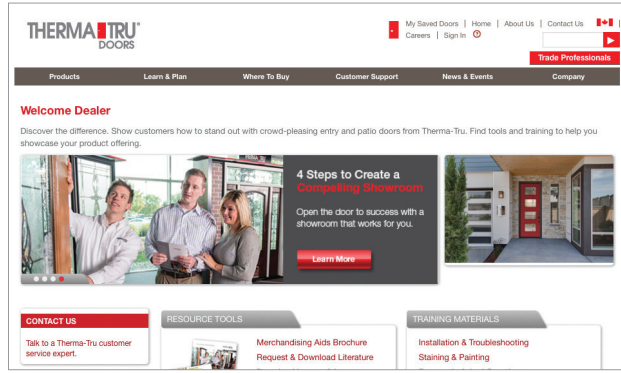 THERMA TRU®
DOORS
My Saved Doors | Home | About Us | Contact Us
Careers | Sign In
Trade Professionals
Products Learn & Plan Where To Buy Customer Support News & Events Company
Welcome Dealer
Discover the difference. Show customers how to stand out with crowd-pleasing entry and patio doors from Therma-Tru. Find tools and training to help you
showcase your product offering.
4 Steps to Create a
Compelling Showroom
Open the door to success with a
showroom that works for you.
Learn More
CONTACT US
Talk to a Therma-Tru customer
service expert.
RESOURCE TOOLS
Merchandising Aids Brochure
Request & Download Literature
TRAINING MATERIALS
Installation & Troubleshooting
Staining & Painting